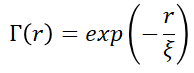 Γ(r) = exp(−r/ξ)